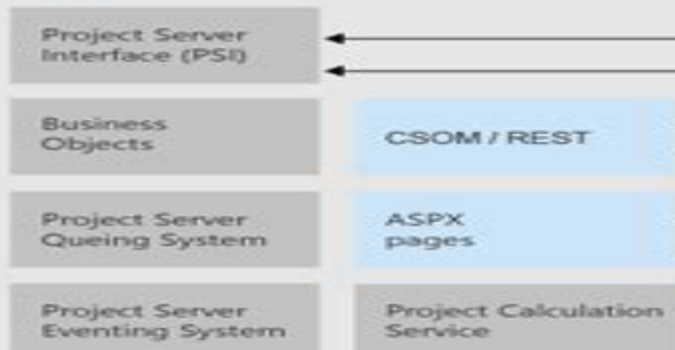 Project Server
Interface (PSI)
Business
Objects
CSOM / REST
Project Server
Queing System
ASPX
pages
Project Server
Eventing System
Project Calculation
Service